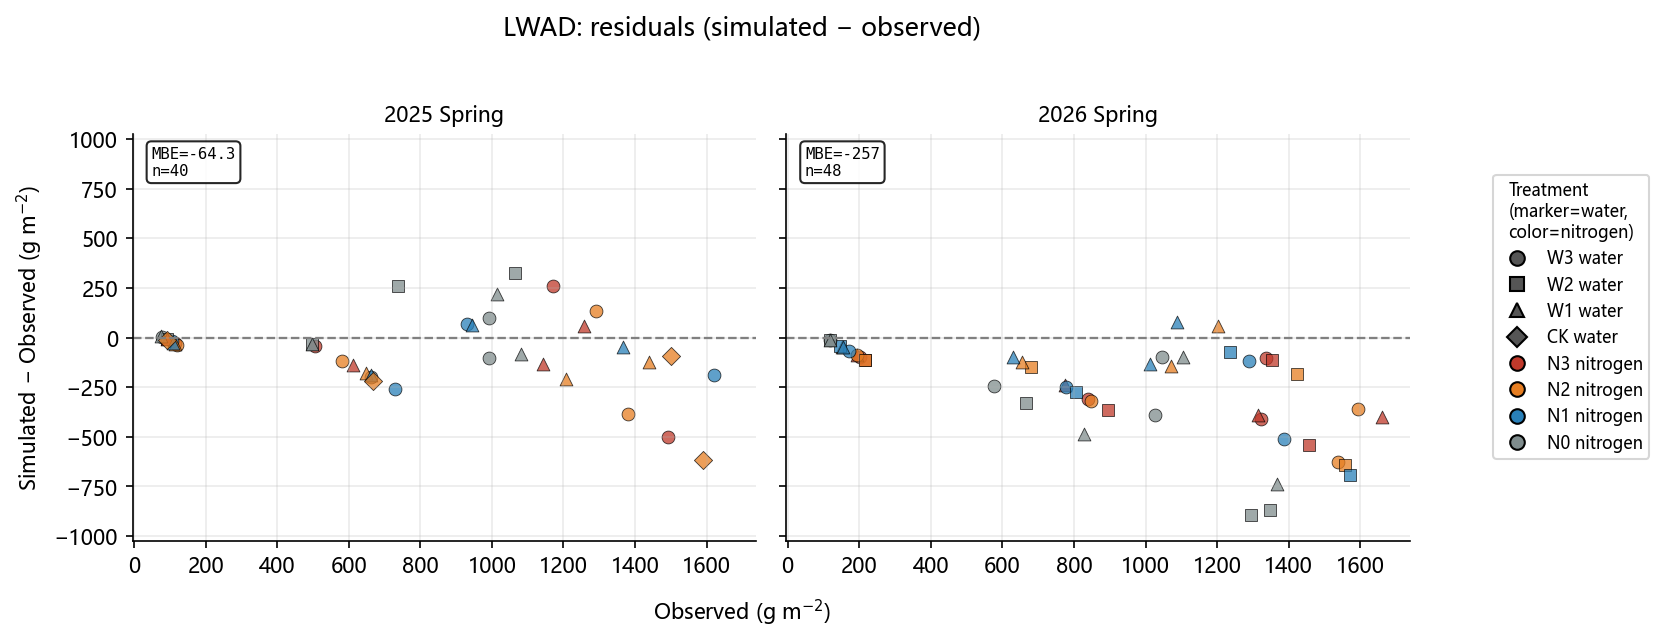 LWAD: residuals (simulated − observed)
2025 Spring
2026 Spring
MBE=-64.3
n=40
MBE=-257
n=48
Simulated − Observed (g m⁻²)
1000
750
500
250
0
−250
−500
−750
−1000
0 200 400 600 800 1000 1200 1400 1600
0 200 400 600 800 1000 1200 1400 1600
Observed (g m⁻²)
Treatment
(marker=water,
color=nitrogen)
W3 water
W2 water
W1 water
CK water
N3 nitrogen
N2 nitrogen
N1 nitrogen
N0 nitrogen